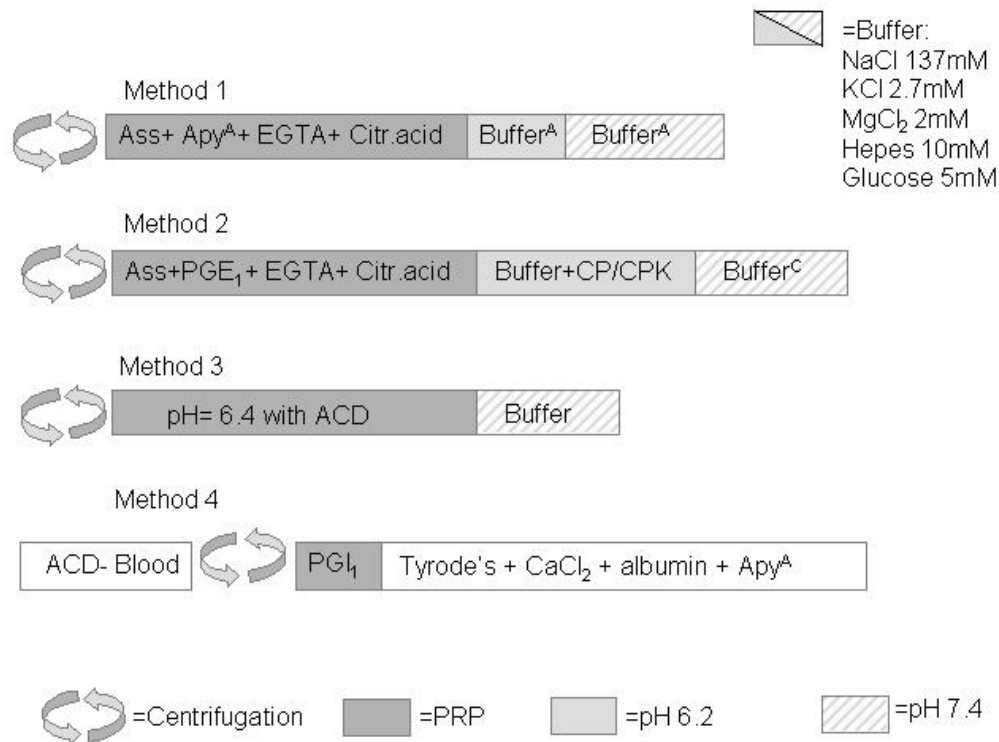 =Buffer:
NaCl 137mM
KCl 2.7mM
MgCl₂ 2mM
Hepes 10mM
Glucose 5mM
Method 1
Ass+ Apyᴬ+ EGTA+ Citr.acid Bufferᴬ Bufferᴬ
Method 2
Ass+PGE₁+ EGTA+ Citr.acid Buffer+CP/CPK Bufferᶜ
Method 3
pH= 6.4 with ACD Buffer
Method 4
ACD- Blood PGI₁ Tyrode's + CaCl₂ + albumin + Apyᴬ
=Centrifugation =PRP =pH 6.2 =pH 7.4